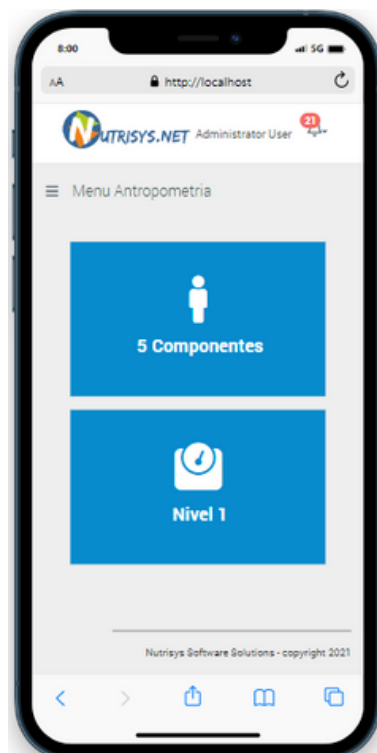 8:00
5G
AA
http://localhost
NUTRISYS.NET Administrator User
21
Menu Antropometria
5 Componentes
Nivel 1
Nutrisys Software Solutions - copyright 2021